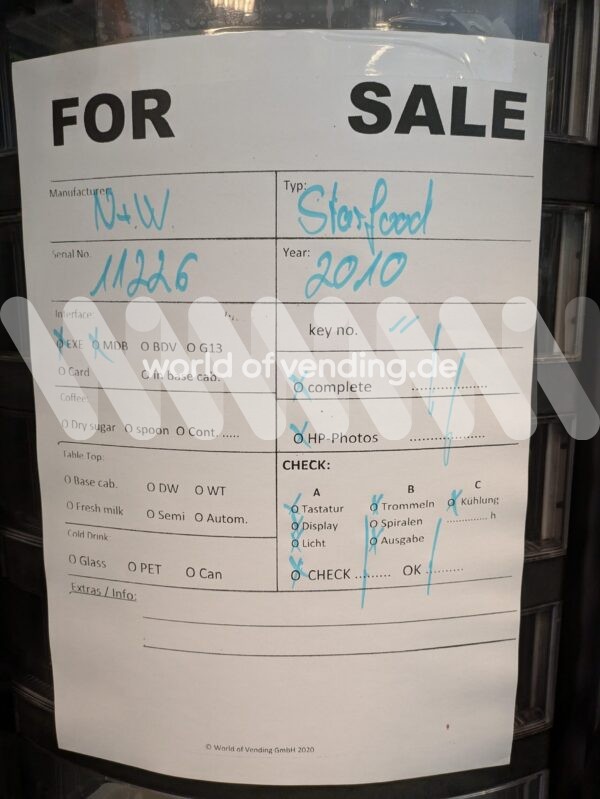 FOR SALE
Manufacturer: N+W. Typ: Starfood
Serial No. 11226 Year: 2010
Interface:
O EXE O MDB O BDV O G13
O Card O in base cab.
key no.
world of vending.de
O complete ....................
O HP-Photos ....................
Coffee:
O Dry sugar O spoon O Cont. .....
Table Top:
O Base cab. O DW O WT
O Fresh milk O Semi O Autom.
Cold Drink
O Glass O PET O Can
CHECK:
A B C
O Tastatur O Trommeln O Kühlung
O Display O Spiralen .............. h
O Licht O Ausgabe
O CHECK ......... OK ..........
Extras / Info:
© World of Vending GmbH 2020